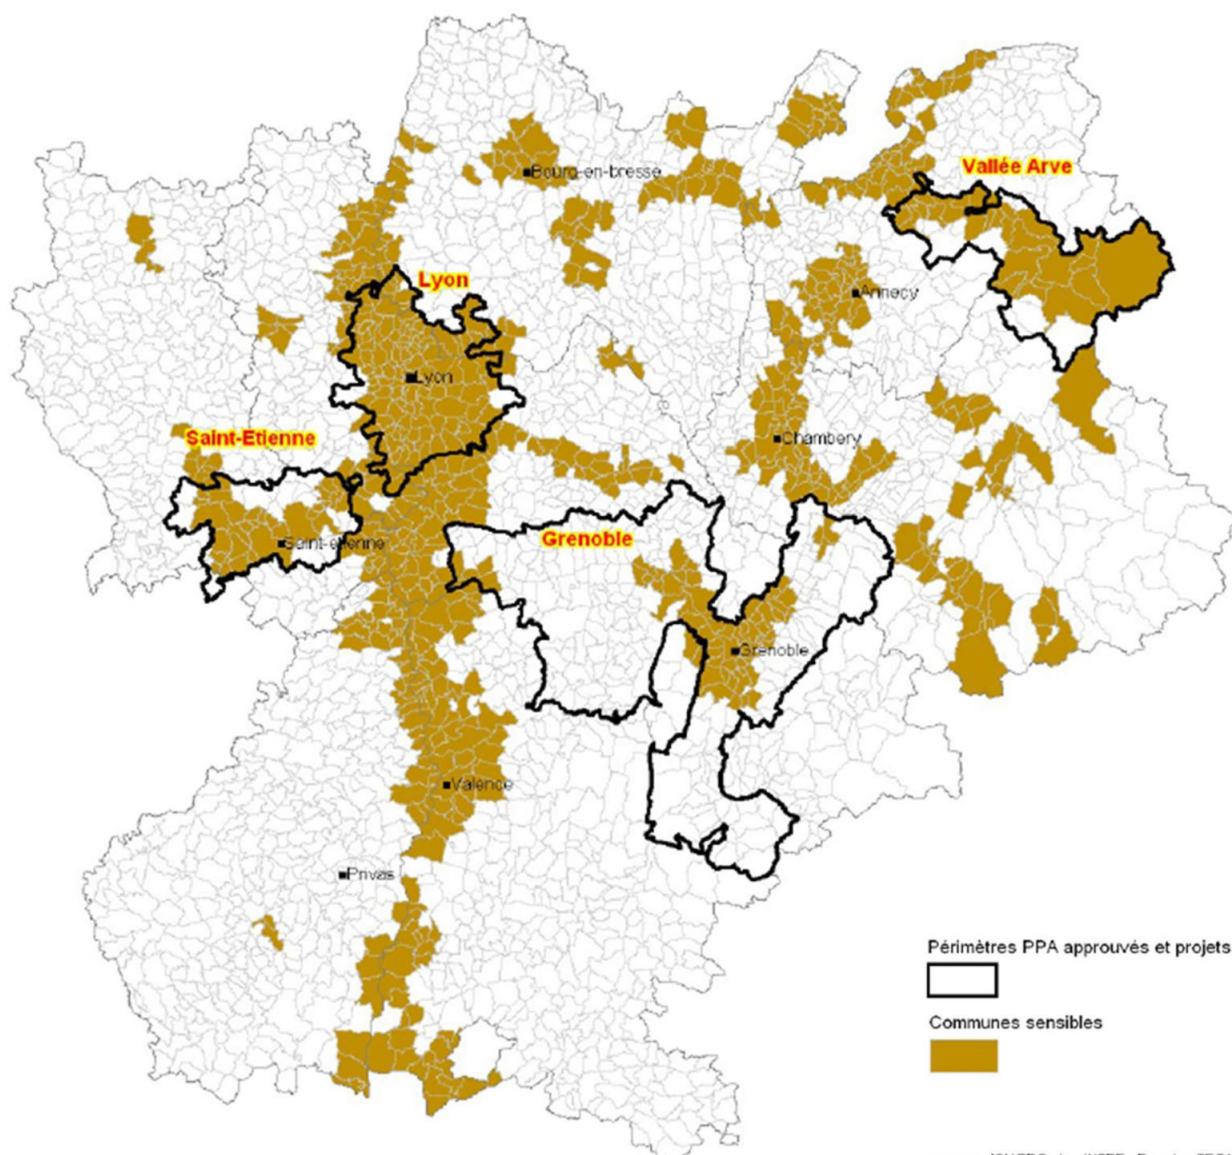 Vallée Arve
Bourg-en-bresse
Lyon
Annecy
Lyon
Saint-Etienne
Chambery
Grenoble
Saint-etienne
Grenoble
Valence
Privas
Périmètres PPA approuvés et projets
Communes sensibles